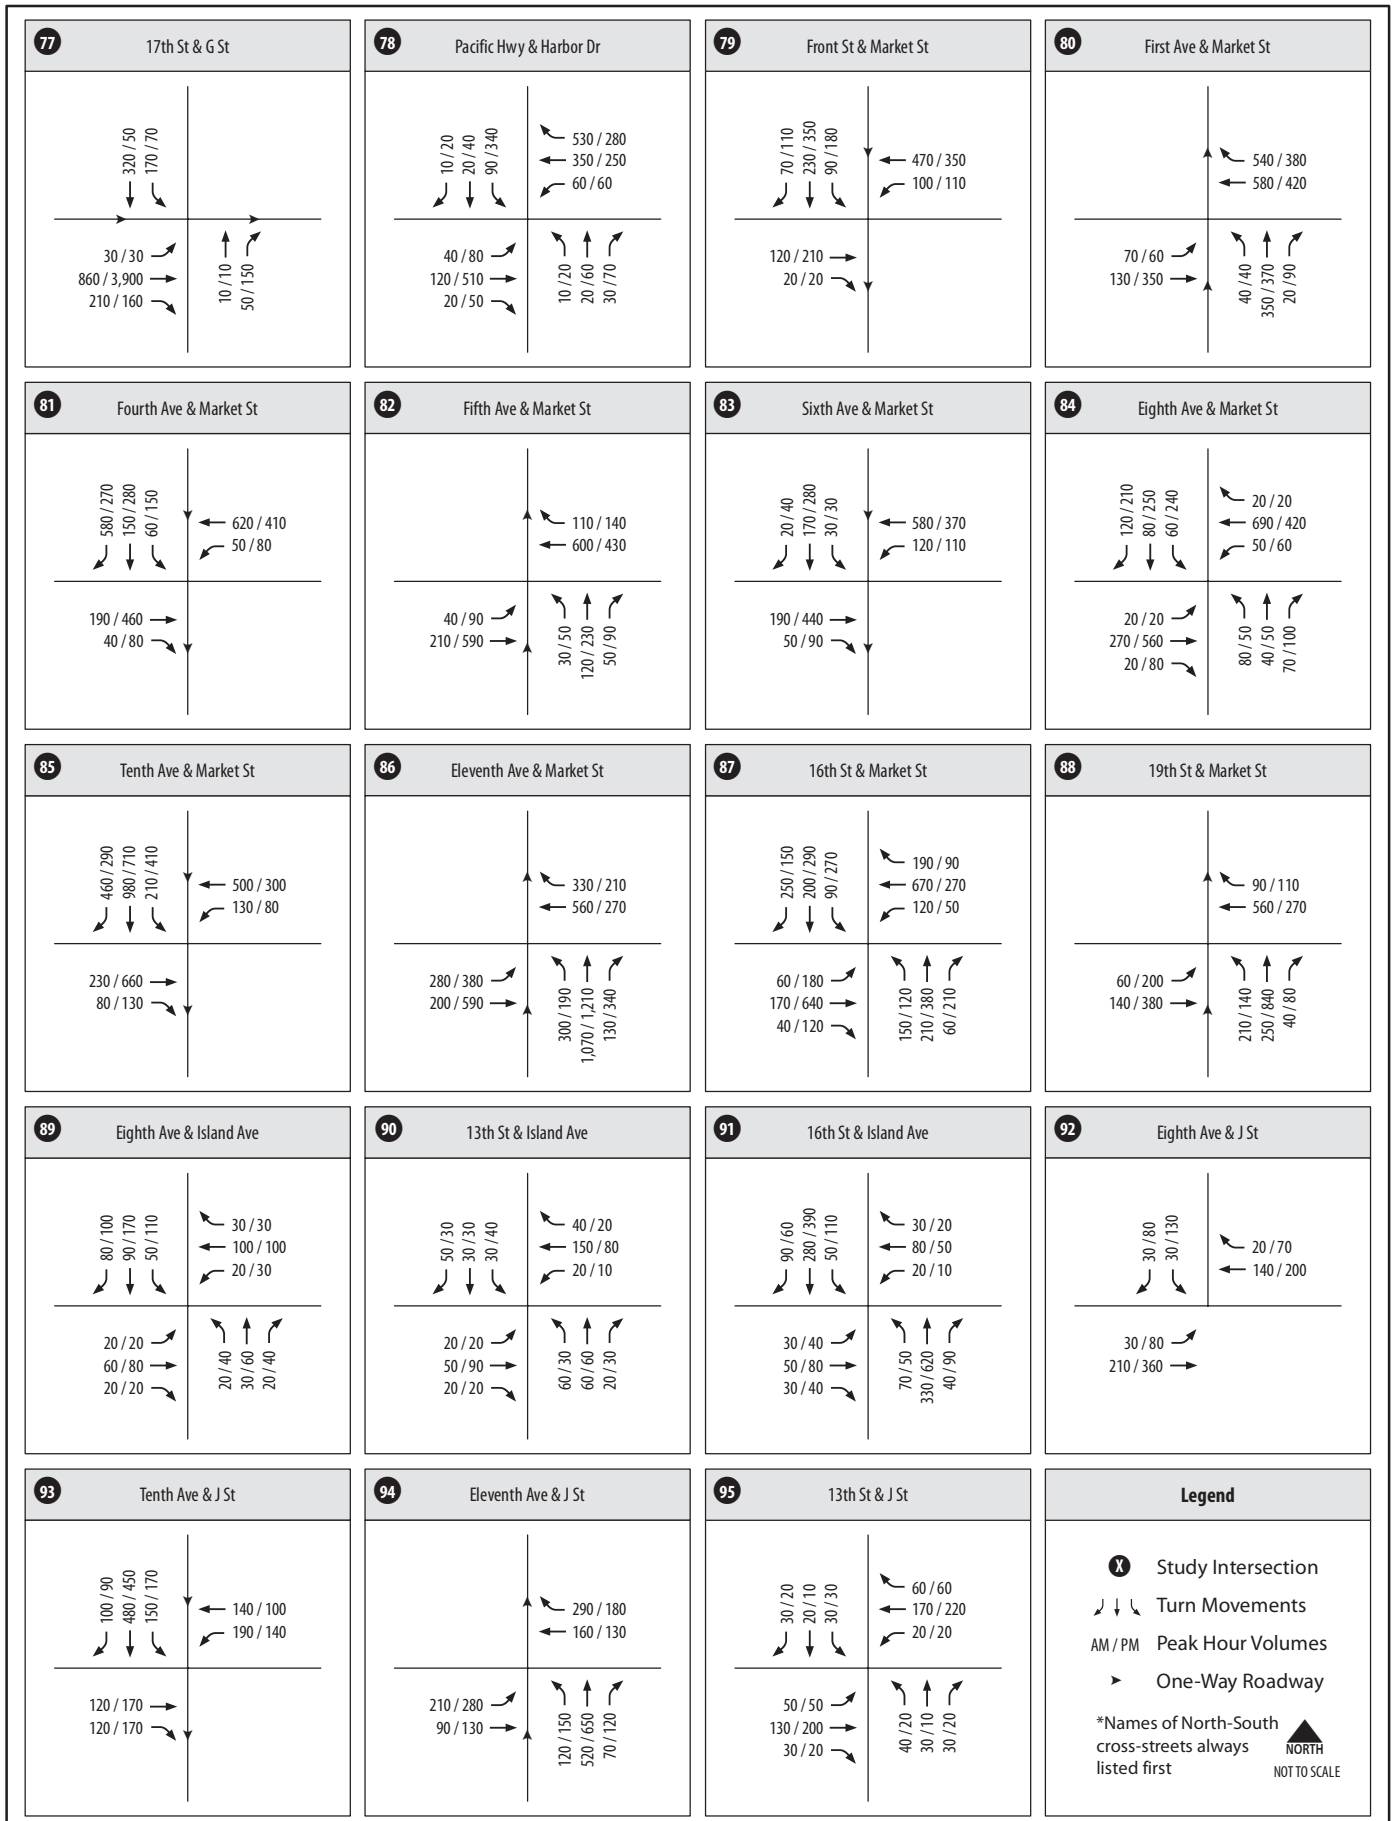 77 17th St & G St
320 / 50
170 / 70
30 / 30
860 / 3,900
210 / 160
10 / 10
50 / 150
78 Pacific Hwy & Harbor Dr
10 / 20
20 / 40
90 / 340
530 / 280
350 / 250
60 / 60
40 / 80
120 / 510
20 / 50
10 / 20
20 / 60
30 / 70
79 Front St & Market St
70 / 110
230 / 350
90 / 180
470 / 350
100 / 110
120 / 210
20 / 20
80 First Ave & Market St
540 / 380
580 / 420
70 / 60
130 / 350
40 / 40
350 / 370
20 / 90
81 Fourth Ave & Market St
580 / 270
150 / 280
60 / 150
620 / 410
50 / 80
190 / 460
40 / 80
82 Fifth Ave & Market St
110 / 140
600 / 430
40 / 90
210 / 590
30 / 50
120 / 230
50 / 90
83 Sixth Ave & Market St
20 / 40
170 / 280
30 / 30
580 / 370
120 / 110
190 / 440
50 / 90
84 Eighth Ave & Market St
120 / 210
80 / 250
60 / 240
20 / 20
690 / 420
50 / 60
20 / 20
270 / 560
20 / 80
80 / 50
40 / 50
70 / 100
85 Tenth Ave & Market St
460 / 290
980 / 710
210 / 410
500 / 300
130 / 80
230 / 660
80 / 130
86 Eleventh Ave & Market St
330 / 210
560 / 270
280 / 380
200 / 590
300 / 190
1,070 / 1,210
130 / 340
87 16th St & Market St
250 / 150
200 / 290
90 / 270
190 / 90
670 / 270
120 / 50
60 / 180
170 / 640
40 / 120
150 / 120
210 / 380
60 / 210
88 19th St & Market St
90 / 110
560 / 270
60 / 200
140 / 380
210 / 140
250 / 840
40 / 80
89 Eighth Ave & Island Ave
80 / 100
90 / 170
50 / 110
30 / 30
100 / 100
20 / 30
20 / 20
60 / 80
20 / 20
20 / 40
30 / 60
20 / 40
90 13th St & Island Ave
50 / 30
30 / 30
30 / 40
40 / 20
150 / 80
20 / 10
20 / 20
50 / 90
20 / 20
60 / 30
60 / 60
20 / 30
91 16th St & Island Ave
90 / 60
280 / 390
50 / 110
30 / 20
80 / 50
20 / 10
30 / 40
50 / 80
30 / 40
70 / 50
330 / 620
40 / 90
92 Eighth Ave & J St
30 / 80
30 / 130
20 / 70
140 / 200
30 / 80
210 / 360
93 Tenth Ave & J St
100 / 90
480 / 450
150 / 170
140 / 100
190 / 140
120 / 170
120 / 170
94 Eleventh Ave & J St
290 / 180
160 / 130
210 / 280
90 / 130
120 / 150
520 / 650
70 / 120
95 13th St & J St
30 / 20
20 / 10
30 / 30
60 / 60
170 / 220
20 / 20
50 / 50
130 / 200
30 / 20
40 / 20
30 / 10
30 / 20
Legend
X Study Intersection
Turn Movements
AM / PM Peak Hour Volumes
One-Way Roadway
*Names of North-South
cross-streets always
listed first
NORTH
NOT TO SCALE